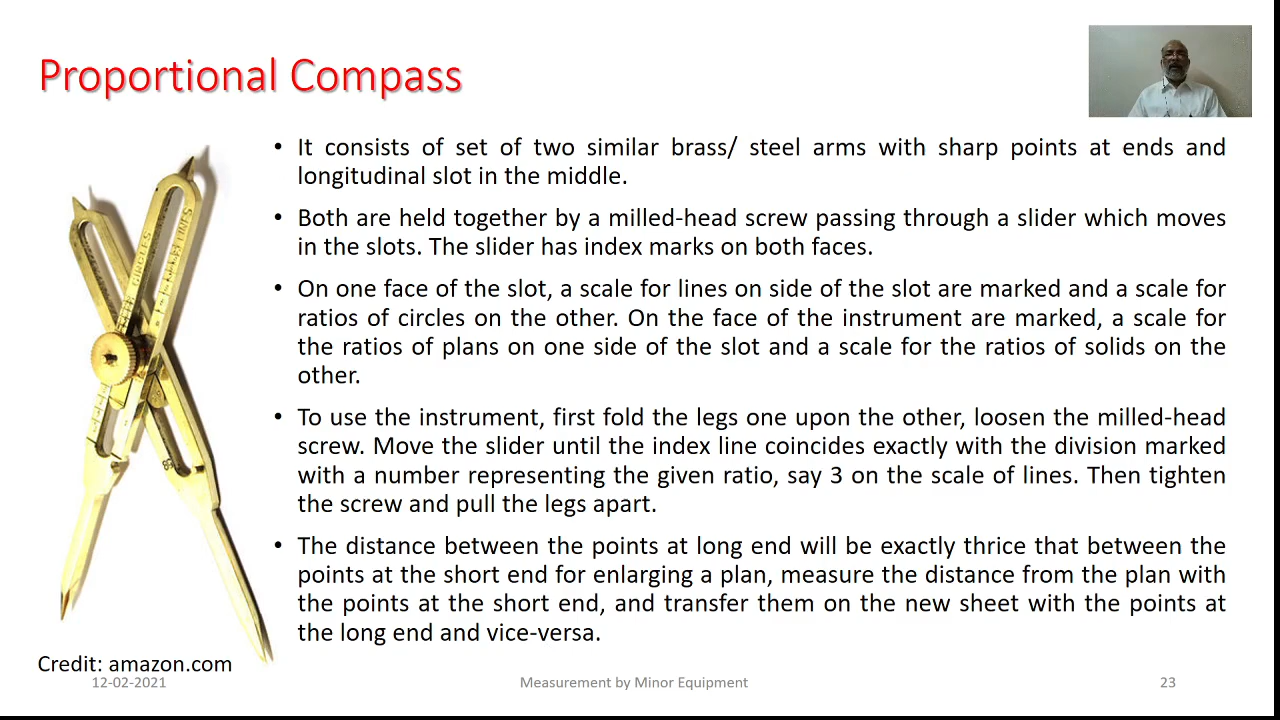 Proportional Compass
• It consists of set of two similar brass/ steel arms with sharp points at ends and
longitudinal slot in the middle.
• Both are held together by a milled-head screw passing through a slider which moves
in the slots. The slider has index marks on both faces.
• On one face of the slot, a scale for lines on side of the slot are marked and a scale for
ratios of circles on the other. On the face of the instrument are marked, a scale for
the ratios of plans on one side of the slot and a scale for the ratios of solids on the
other.
• To use the instrument, first fold the legs one upon the other, loosen the milled-head
screw. Move the slider until the index line coincides exactly with the division marked
with a number representing the given ratio, say 3 on the scale of lines. Then tighten
the screw and pull the legs apart.
• The distance between the points at long end will be exactly thrice that between the
points at the short end for enlarging a plan, measure the distance from the plan with
the points at the short end, and transfer them on the new sheet with the points at
the long end and vice-versa.
CIRCLES
LINES
Credit: amazon.com
12-02-2021
Measurement by Minor Equipment
23